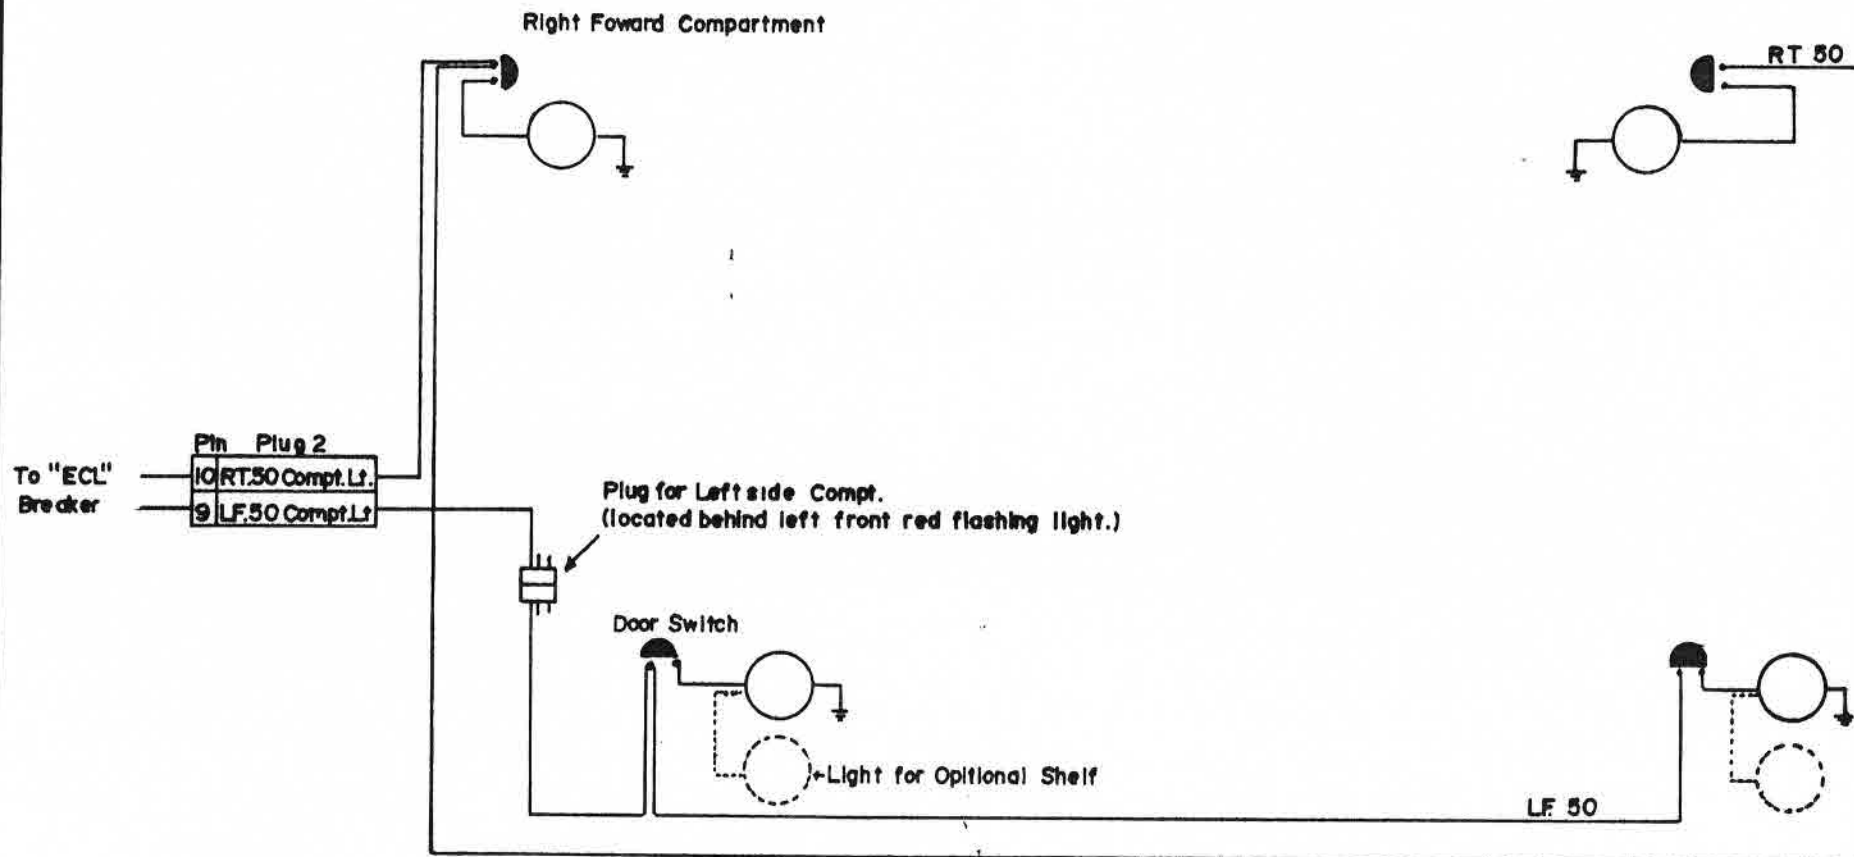 Right Foward Compartment
RT 50
Pin Plug 2
To "ECL"
Breaker
10 RT.50 Compt. Lt.
9 LF.50 Compt.Lt
Plug for Left side Compt.
(located behind left front red flashing light.)
Door Switch
Light for Opitional Shelf
LF. 50